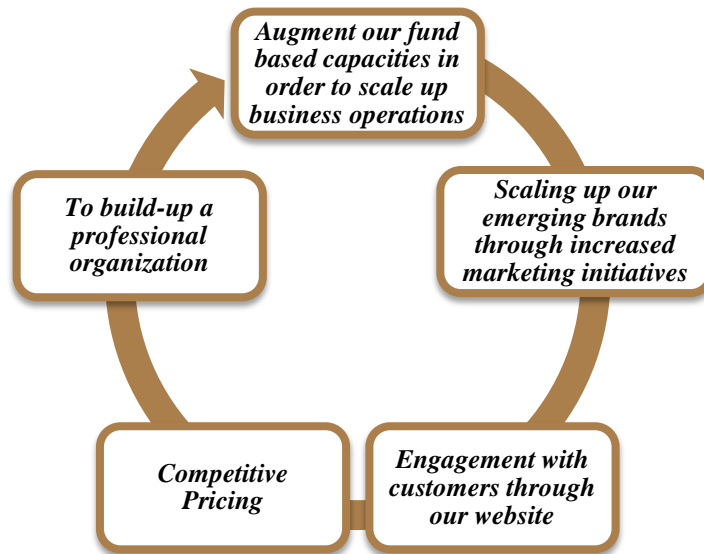 Augment our fund
based capacities in
order to scale up
business operations
Scaling up our
emerging brands
through increased
marketing initiatives
Engagement with
customers through
our website
Competitive
Pricing
To build-up a
professional
organization